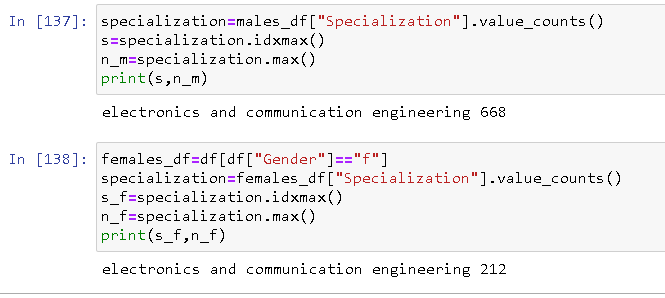 In [137]: specialization=males_df["Specialization"].value_counts()
s=specialization.idxmax()
n_m=specialization.max()
print(s,n_m)
electronics and communication engineering 668
In [138]: females_df=df[df["Gender"]=="f"]
specialization=females_df["Specialization"].value_counts()
s_f=specialization.idxmax()
n_f=specialization.max()
print(s_f,n_f)
electronics and communication engineering 212